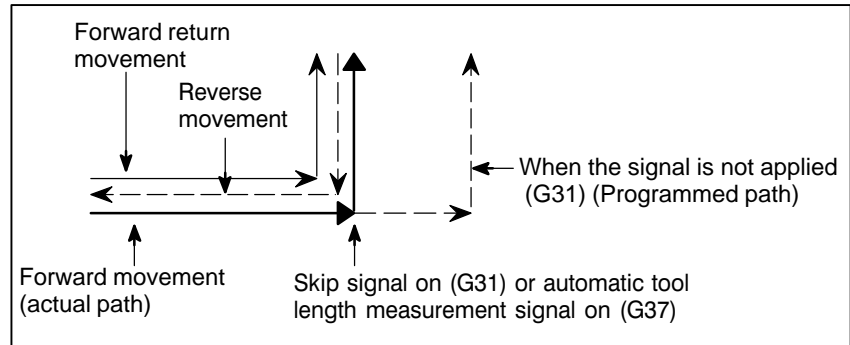 Forward return
movement
Reverse
movement
When the signal is not applied
(G31) (Programmed path)
Forward movement
(actual path)
Skip signal on (G31) or automatic tool
length measurement signal on (G37)